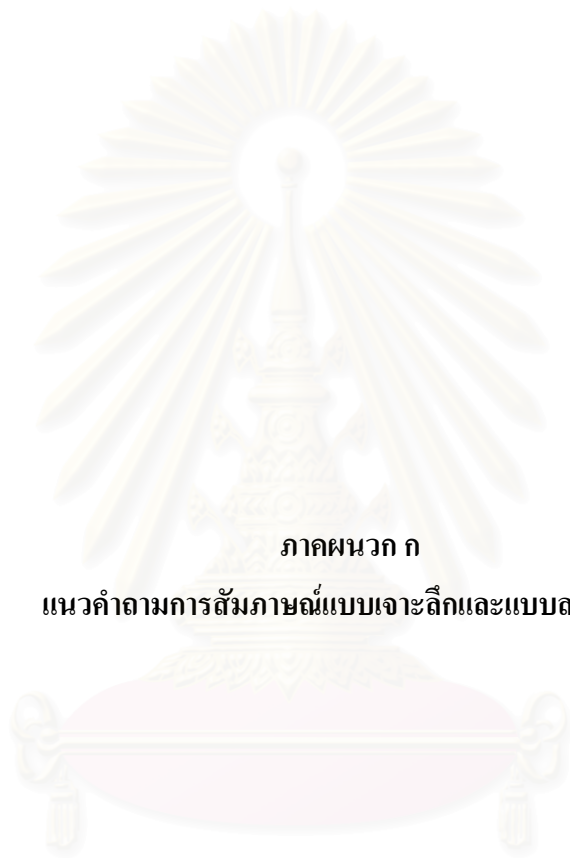 ภาคผนวก ก
แนวคำถามการสัมภาษณ์แบบเจาะลึกและแบบส